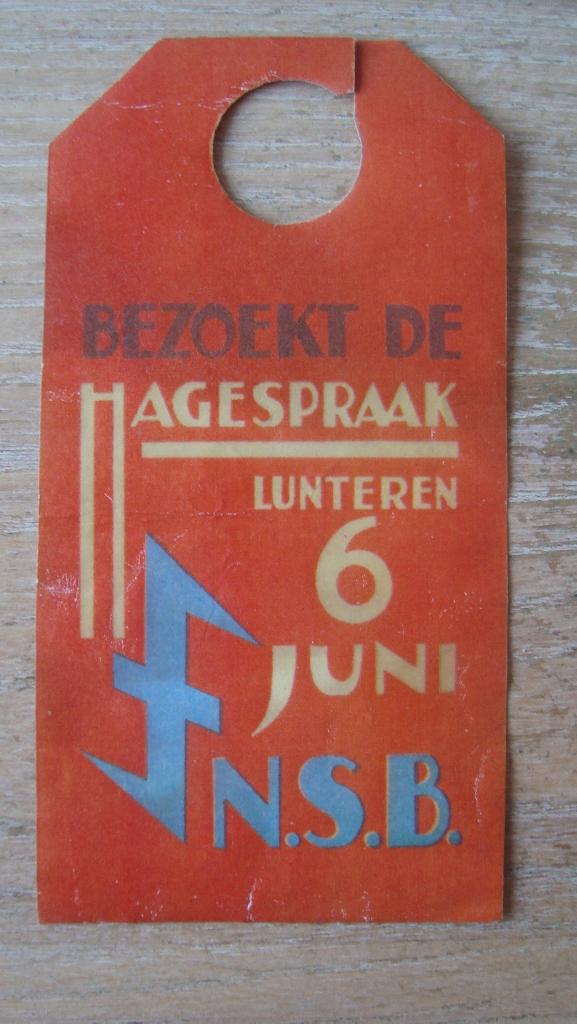 BEZOEKT DE
HAGESPRAAK
LUNTEREN
6
JUNI
N.S.B.